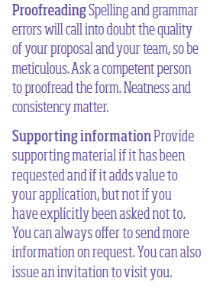 Proofreading Spelling and grammar
errors will call into doubt the quality
of your proposal and your team, so be
meticulous. Ask a competent person
to proofread the form. Neatness and
consistency matter.
Supporting information Provide
supporting material if it has been
requested and if it adds value to
your application, but not if you
have explicitly been asked not to.
You can always offer to send more
information on request. You can also
issue an invitation to visit you.